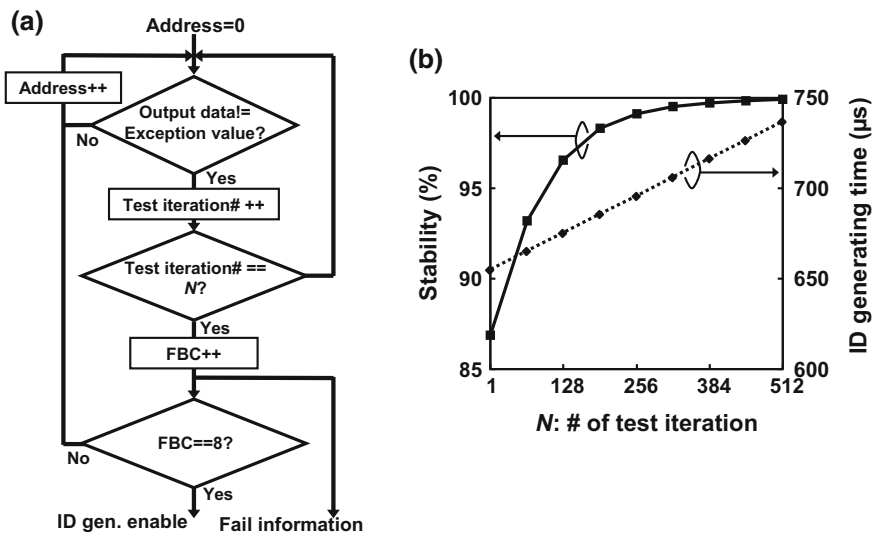 (a)
Address=0
Address++
Output data!=
Exception value?
No
Yes
Test iteration# ++
Test iteration# ==
N?
Yes
FBC++
FBC==8?
No
Yes
ID gen. enable
Fail information
(b)
100
95
90
85
Stability (%)
750
700
650
600
ID generating time (μs)
1
128
256
384
512
N: # of test iteration